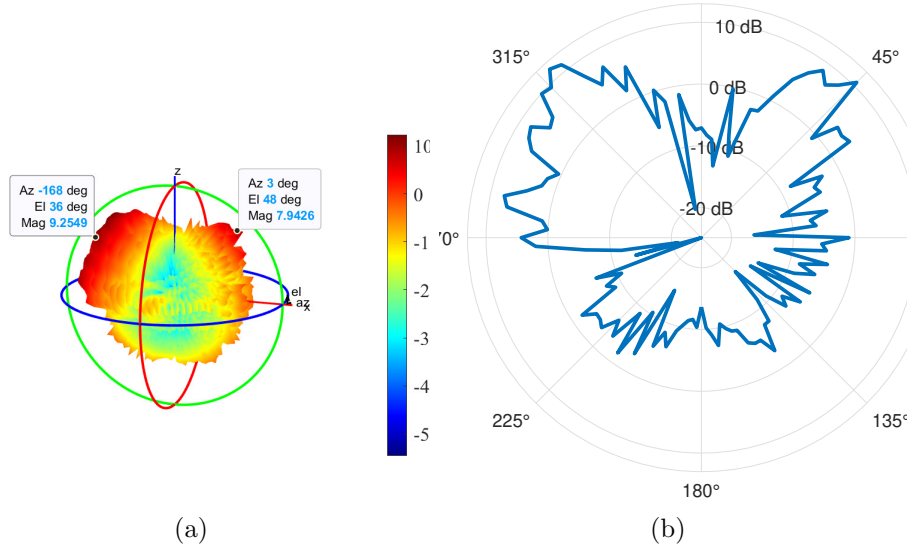 Az -168 deg
El 36 deg
Mag 9.2549
Az 3 deg
El 48 deg
Mag 7.9426
z
el
az
x
10
0
-1
-2
-3
-4
-5
(a)
10 dB
0 dB
-10 dB
-20 dB
315°
45°
'0°
225°
135°
180°
(b)